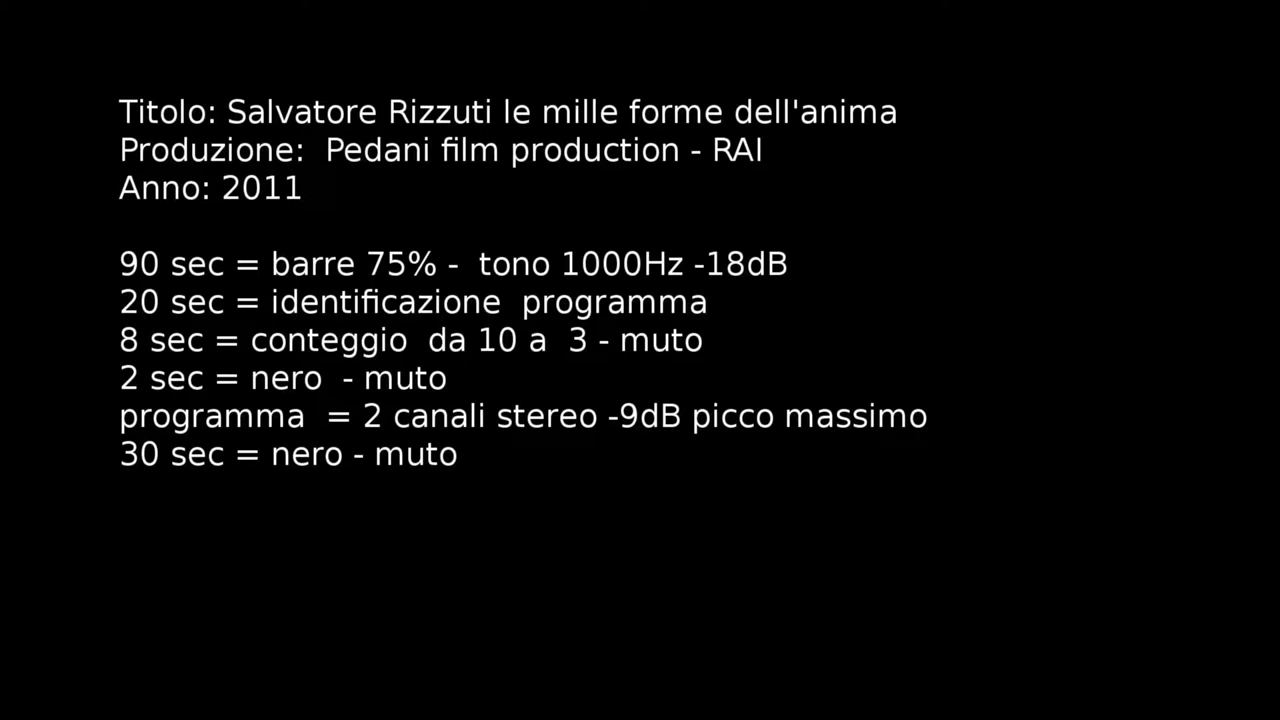 Titolo: Salvatore Rizzuti le mille forme dell'anima
Produzione:  Pedani film production - RAI
Anno: 2011
90 sec = barre 75% -  tono 1000Hz -18dB
20 sec = identificazione  programma
8 sec = conteggio  da 10 a  3 - muto
2 sec = nero  - muto
programma  = 2 canali stereo -9dB picco massimo
30 sec = nero - muto